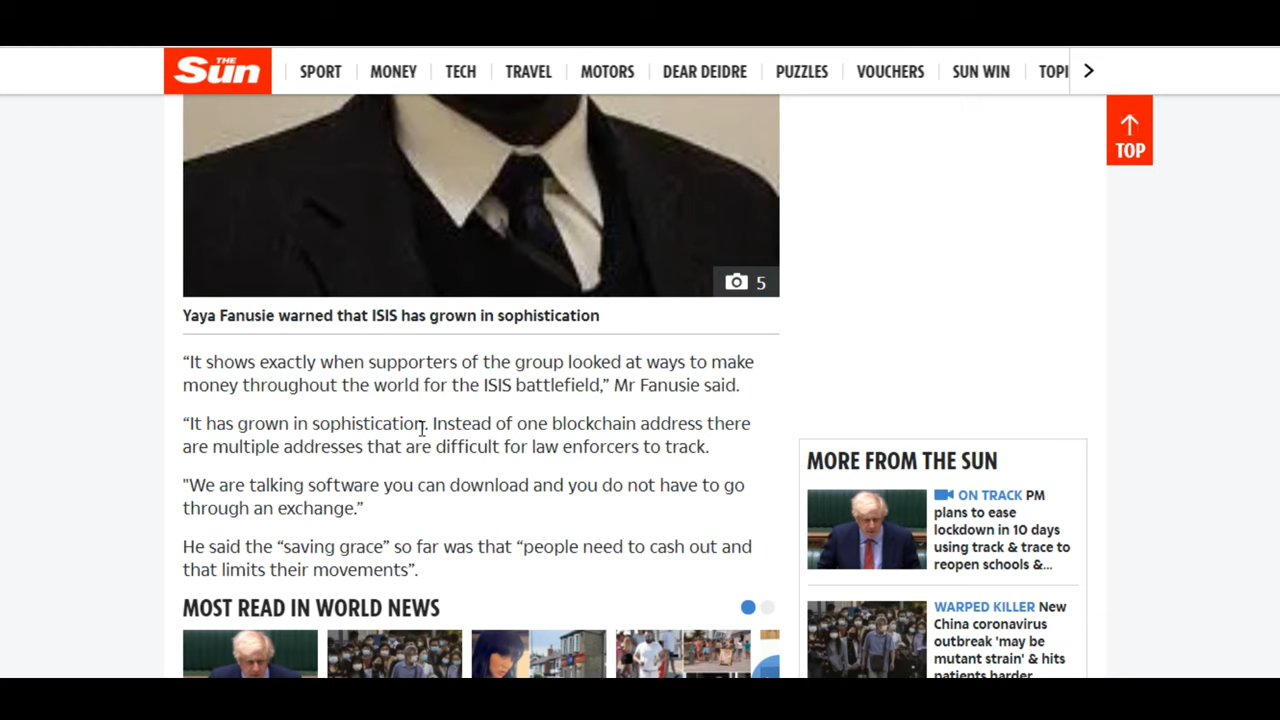 THE Sun SPORT MONEY TECH TRAVEL MOTORS DEAR DEIDRE PUZZLES VOUCHERS SUN WIN TOPI
TOP
5
Yaya Fanusie warned that ISIS has grown in sophistication
“It shows exactly when supporters of the group looked at ways to make
money throughout the world for the ISIS battlefield,” Mr Fanusie said.
“It has grown in sophistication. Instead of one blockchain address there
are multiple addresses that are difficult for law enforcers to track.
"We are talking software you can download and you do not have to go
through an exchange.”
He said the “saving grace” so far was that “people need to cash out and
that limits their movements”.
MOST READ IN WORLD NEWS
MORE FROM THE SUN
ON TRACK PM
plans to ease
lockdown in 10 days
using track & trace to
reopen schools &...
WARPED KILLER New
China coronavirus
outbreak 'may be
mutant strain' & hits
patients harder